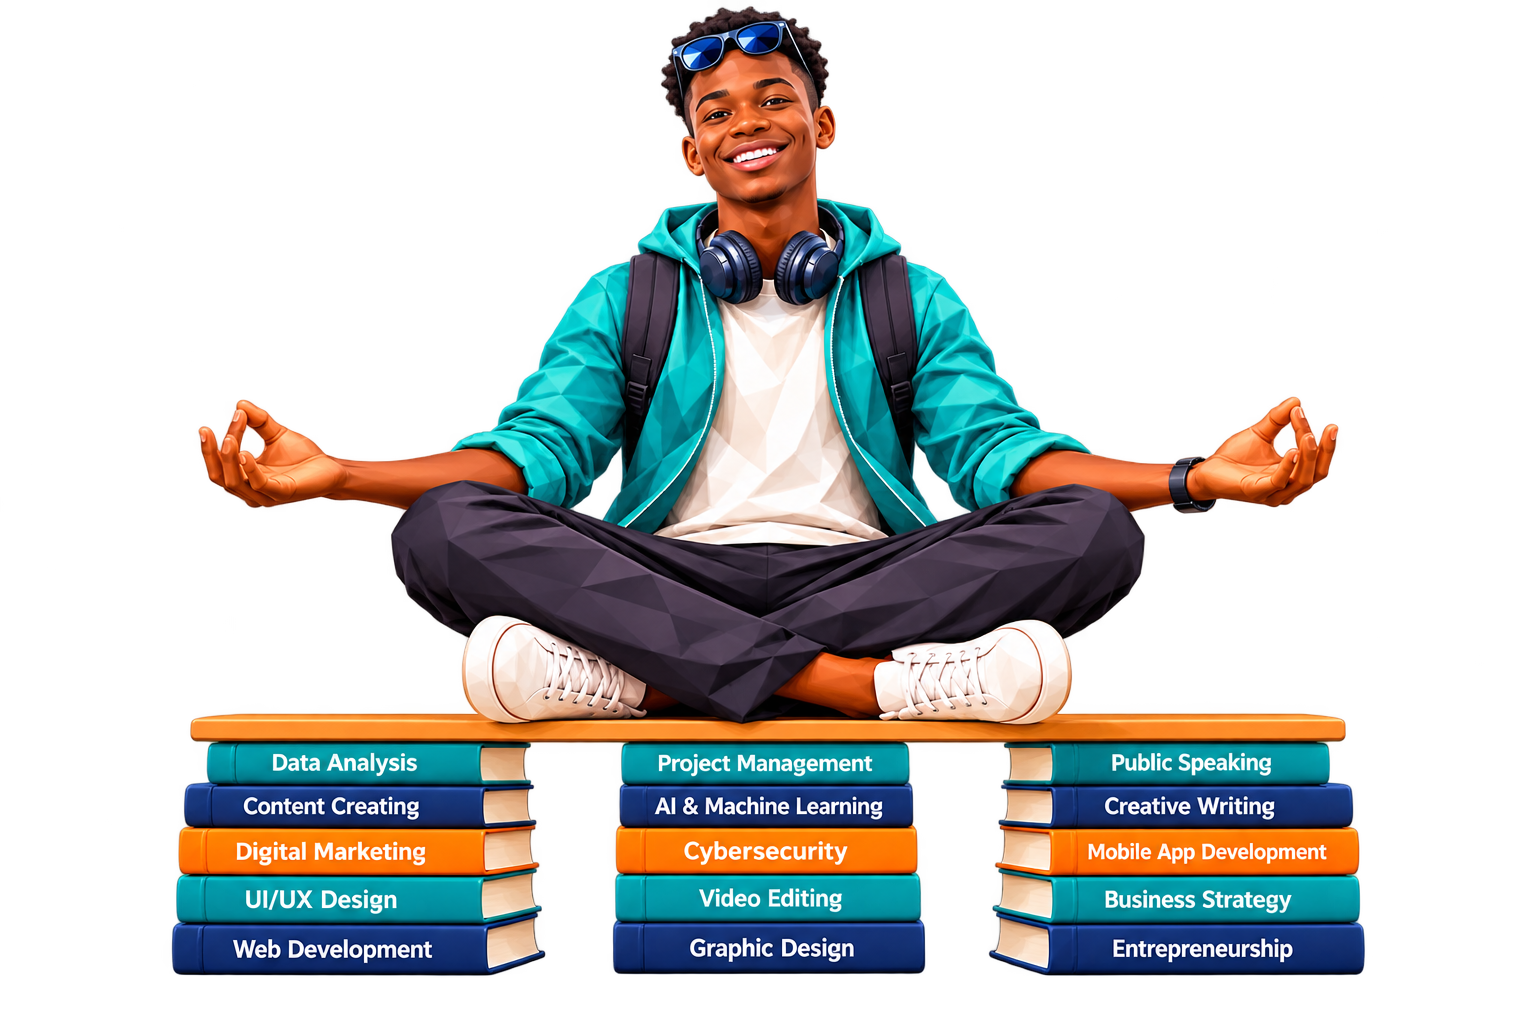 Data Analysis
Content Creating
Digital Marketing
UI/UX Design
Web Development
Project Management
AI & Machine Learning
Cybersecurity
Video Editing
Graphic Design
Public Speaking
Creative Writing
Mobile App Development
Business Strategy
Entrepreneurship